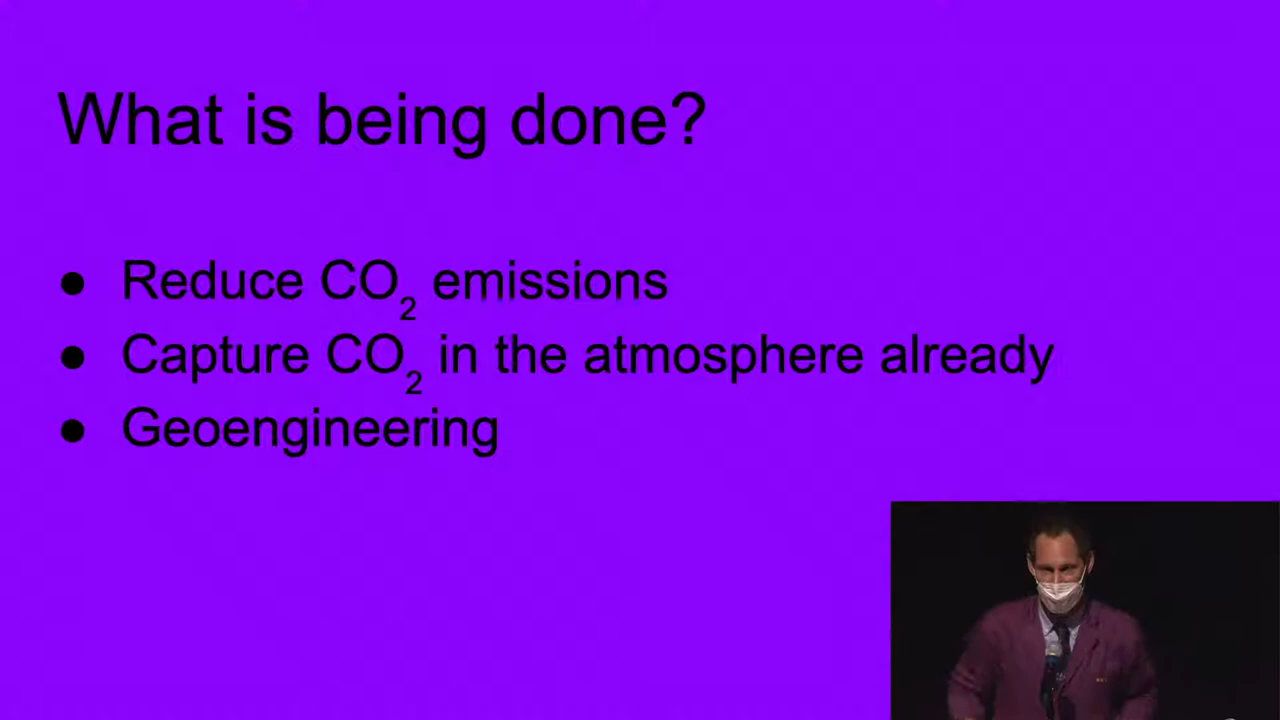 What is being done?
● Reduce CO₂ emissions
● Capture CO₂ in the atmosphere already
● Geoengineering